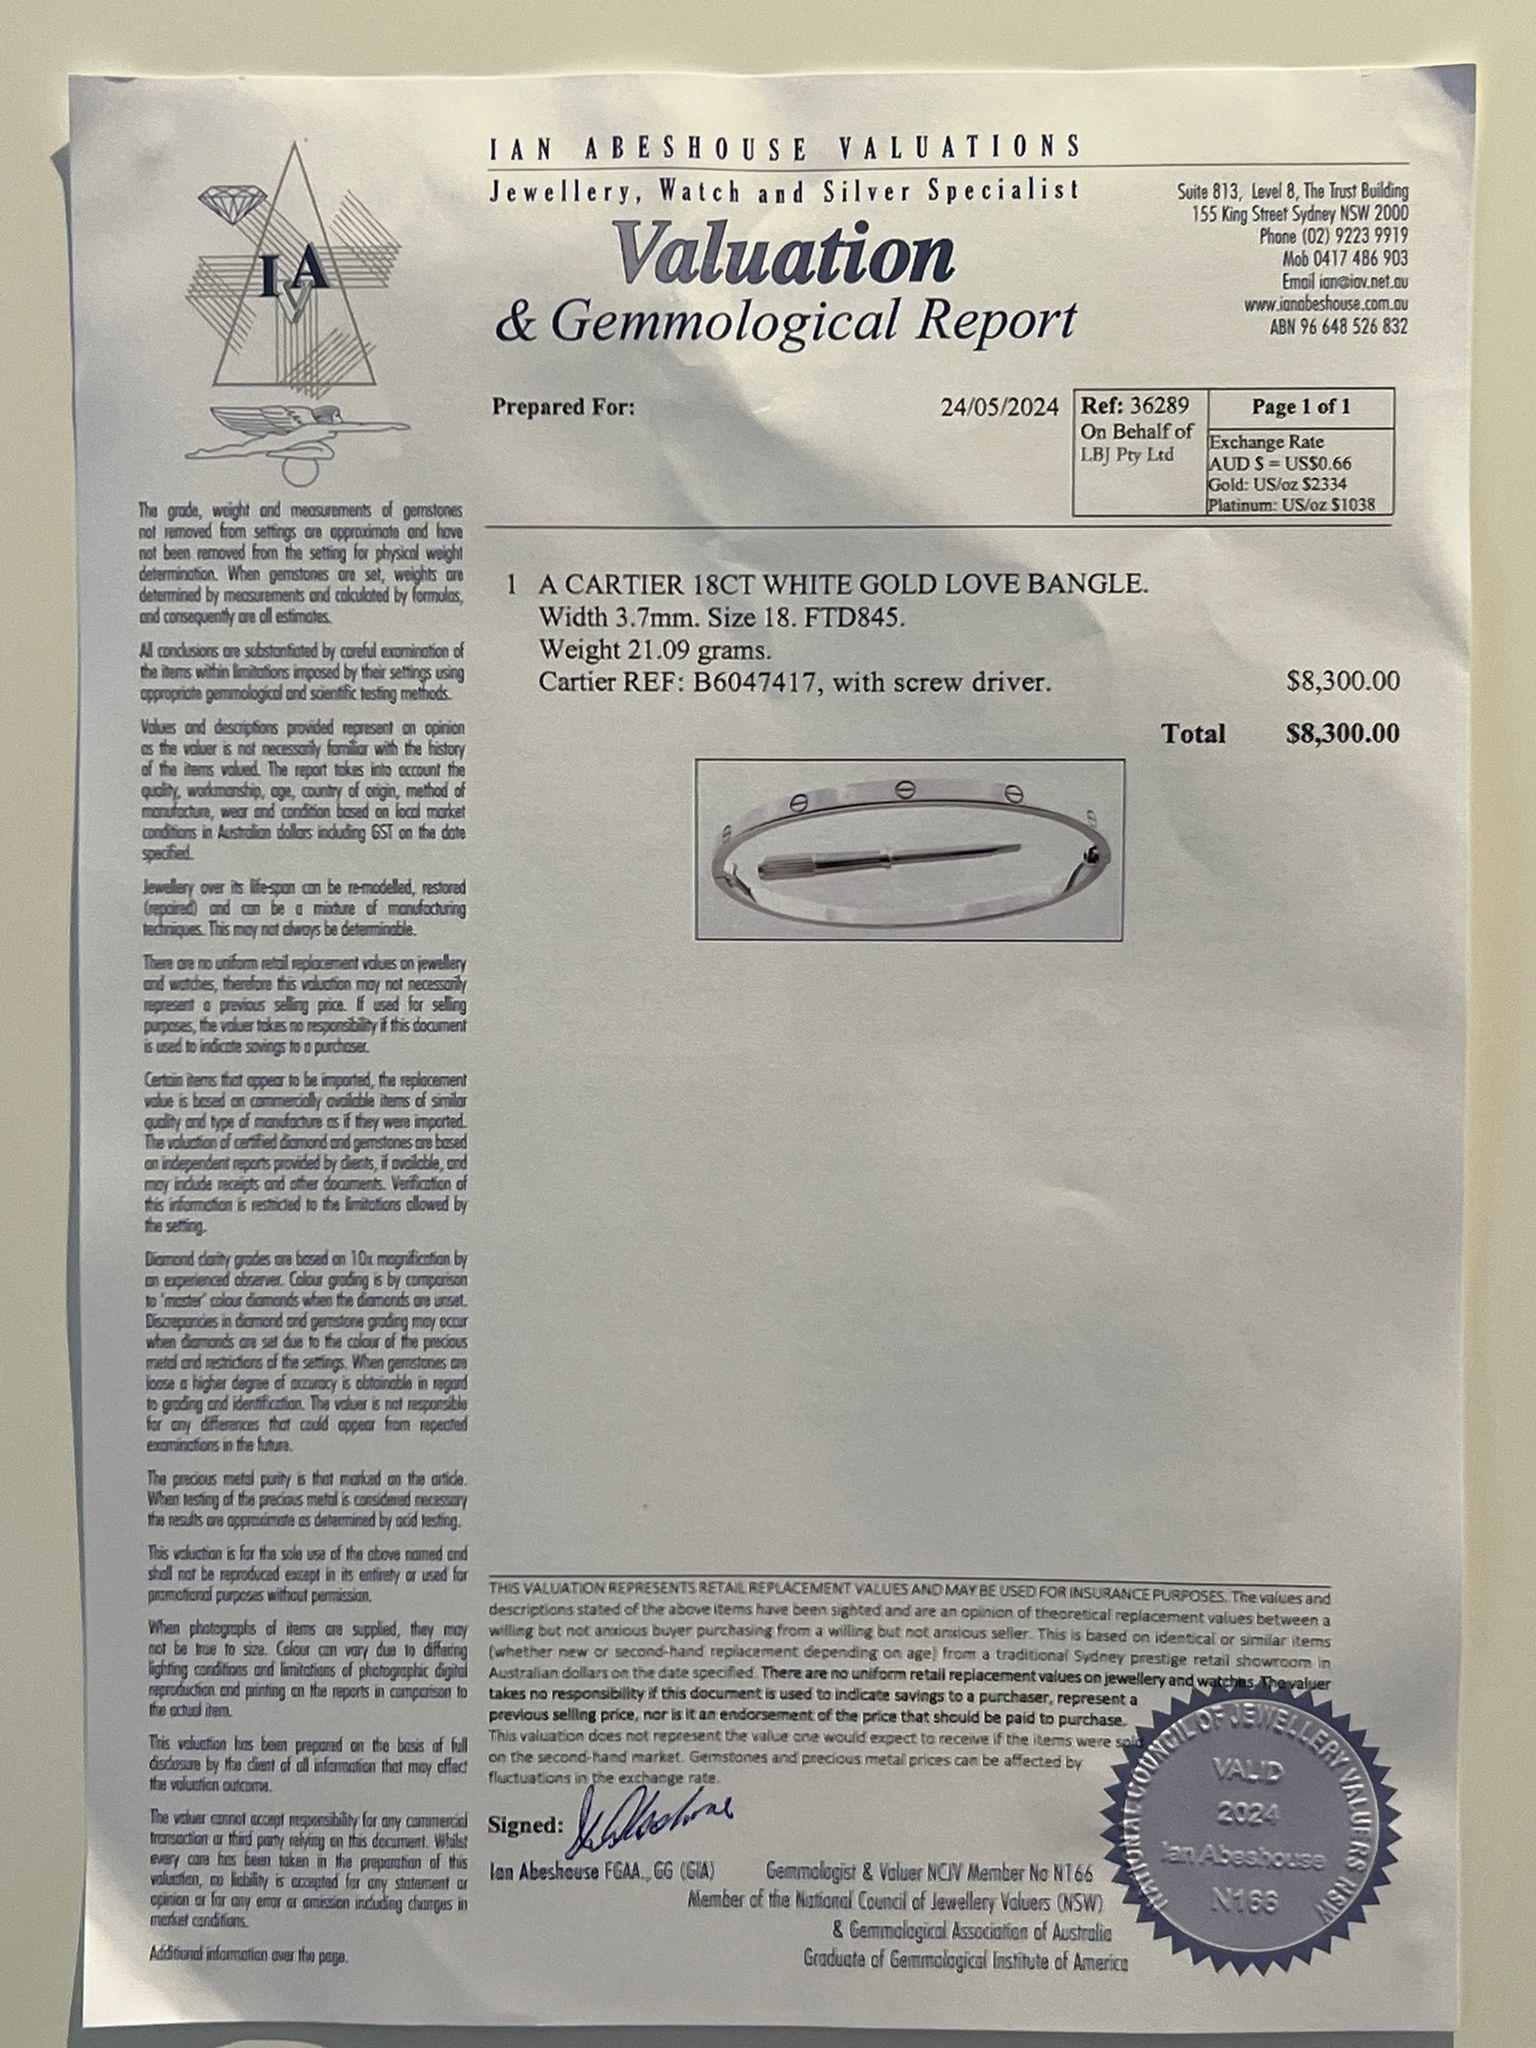 IAN ABESHOUSE VALUATIONS
Jewellery, Watch and Silver Specialist
Valuation
& Gemmological Report
Suite 813, Level 8, The Trust Building
155 King Street Sydney NSW 2000
Phone (02) 9223 9919
Mob 0417 486 903
Email ian@iav.net.au
www.ianabeshouse.com.au
ABN 96 648 526 832
IVA
Prepared For:
24/05/2024
Ref: 36289
On Behalf of
LBJ Pty Ltd
Page 1 of 1
Exchange Rate
AUD $ = US$0.66
Gold: US/oz $2334
Platinum: US/oz $1038
The grade, weight and measurements of gemstones
not removed from settings are approximate and have
not been removed from the setting for physical weight
determination. When gemstones are set, weights are
determined by measurements and calculated by formulas,
and consequently are all estimates.
All conclusions are substantiated by careful examination of
the items within limitations imposed by their settings using
appropriate gemmological and scientific testing methods.
Values and descriptions provided represent an opinion
as the valuer is not necessarily familiar with the history
of the items valued. The report takes into account the
quality, workmanship, age, country of origin, method of
manufacture, wear and condition based on local market
conditions in Australian dollars including GST on the date
specified.
Jewellery over its life-span can be re-modelled, restored
(repaired) and can be a mixture of manufacturing
techniques. This may not always be determinable.
There are no uniform retail replacement values on jewellery
and watches, therefore this valuation may not necessarily
represent a previous selling price. If used for selling
purposes, the valuer takes no responsibility if this document
is used to indicate savings to a purchaser.
Certain items that appear to be imported, the replacement
value is based on commercially available items of similar
quality and type of manufacture as if they were imported.
The valuation of certified diamond and gemstones are based
on independent reports provided by clients, if available, and
may include receipts and other documents. Verification of
this information is restricted to the limitations allowed by
the setting.
Diamond clarity grades are based on 10x magnification by
an experienced observer. Colour grading is by comparison
to 'master' colour diamonds when the diamonds are unset.
Discrepancies in diamond and gemstone grading may occur
when diamonds are set due to the colour of the precious
metal and restrictions of the settings. When gemstones are
loose a higher degree of accuracy is obtainable in regard
to grading and identification. The valuer is not responsible
for any differences that could appear from repeated
examinations in the future.
The precious metal purity is that marked on the article.
When testing of the precious metal is considered necessary
the results are approximate as determined by acid testing.
This valuation is for the sole use of the above named and
shall not be reproduced except in its entirety or used for
promotional purposes without permission.
When photographs of items are supplied, they may
not be true to size. Colour can vary due to differing
lighting conditions and limitations of photographic digital
reproduction and printing on the reports in comparison to
the actual item.
This valuation has been prepared on the basis of full
disclosure by the client of all information that may affect
the valuation outcome.
The valuer cannot accept responsibility for any commercial
transaction or third party relying on this document. Whilst
every care has been taken in the preparation of this
valuation, no liability is accepted for any statement or
opinion or for any error or omission including changes in
market conditions.
Additional information over the page.
1 A CARTIER 18CT WHITE GOLD LOVE BANGLE.
Width 3.7mm. Size 18. FTD845.
Weight 21.09 grams.
Cartier REF: B6047417, with screw driver. $8,300.00
Total $8,300.00
THIS VALUATION REPRESENTS RETAIL REPLACEMENT VALUES AND MAY BE USED FOR INSURANCE PURPOSES. The values and
descriptions stated of the above items have been sighted and are an opinion of theoretical replacement values between a
willing but not anxious buyer purchasing from a willing but not anxious seller. This is based on identical or similar items
(whether new or second-hand replacement depending on age) from a traditional Sydney prestige retail showroom in
Australian dollars on the date specified. There are no uniform retail replacement values on jewellery and watches. The valuer
takes no responsibility if this document is used to indicate savings to a purchaser, represent a
previous selling price, nor is it an endorsement of the price that should be paid to purchase.
This valuation does not represent the value one would expect to receive if the items were sold
on the second-hand market. Gemstones and precious metal prices can be affected by
fluctuations in the exchange rate.
Signed:
Ian Abeshouse FGAA., GG (GIA) Gemmologist & Valuer NCJV Member No N166
Member of the National Council of Jewellery Valuers (NSW)
& Gemmological Association of Australia
Graduate of Gemmological Institute of America
NATIONAL COUNCIL OF JEWELLERY VALUERS NSW
VALID
2024
Ian Abeshouse
N166